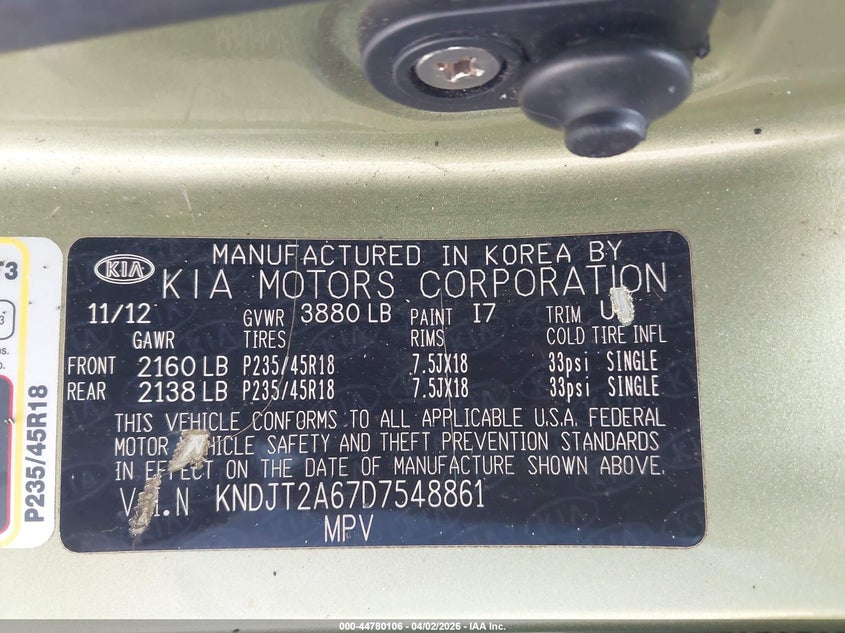 MANUFACTURED IN KOREA BY
KIA KIA MOTORS CORPORATION
11/12 GVWR 3880 LB PAINT I7 TRIM U
GAWR TIRES RIMS COLD TIRE INFL
FRONT 2160 LB P235/45R18 7.5JX18 33psi SINGLE
REAR 2138 LB P235/45R18 7.5JX18 33psi SINGLE
THIS VEHICLE CONFORMS TO ALL APPLICABLE U.S.A. FEDERAL
MOTOR VEHICLE SAFETY AND THEFT PREVENTION STANDARDS
IN EFFECT ON THE DATE OF MANUFACTURE SHOWN ABOVE.
V.I.N KNDJT2A67D7548861
MPV
P235/45R18
000-44780106 - 04/02/2026 - IAA Inc.